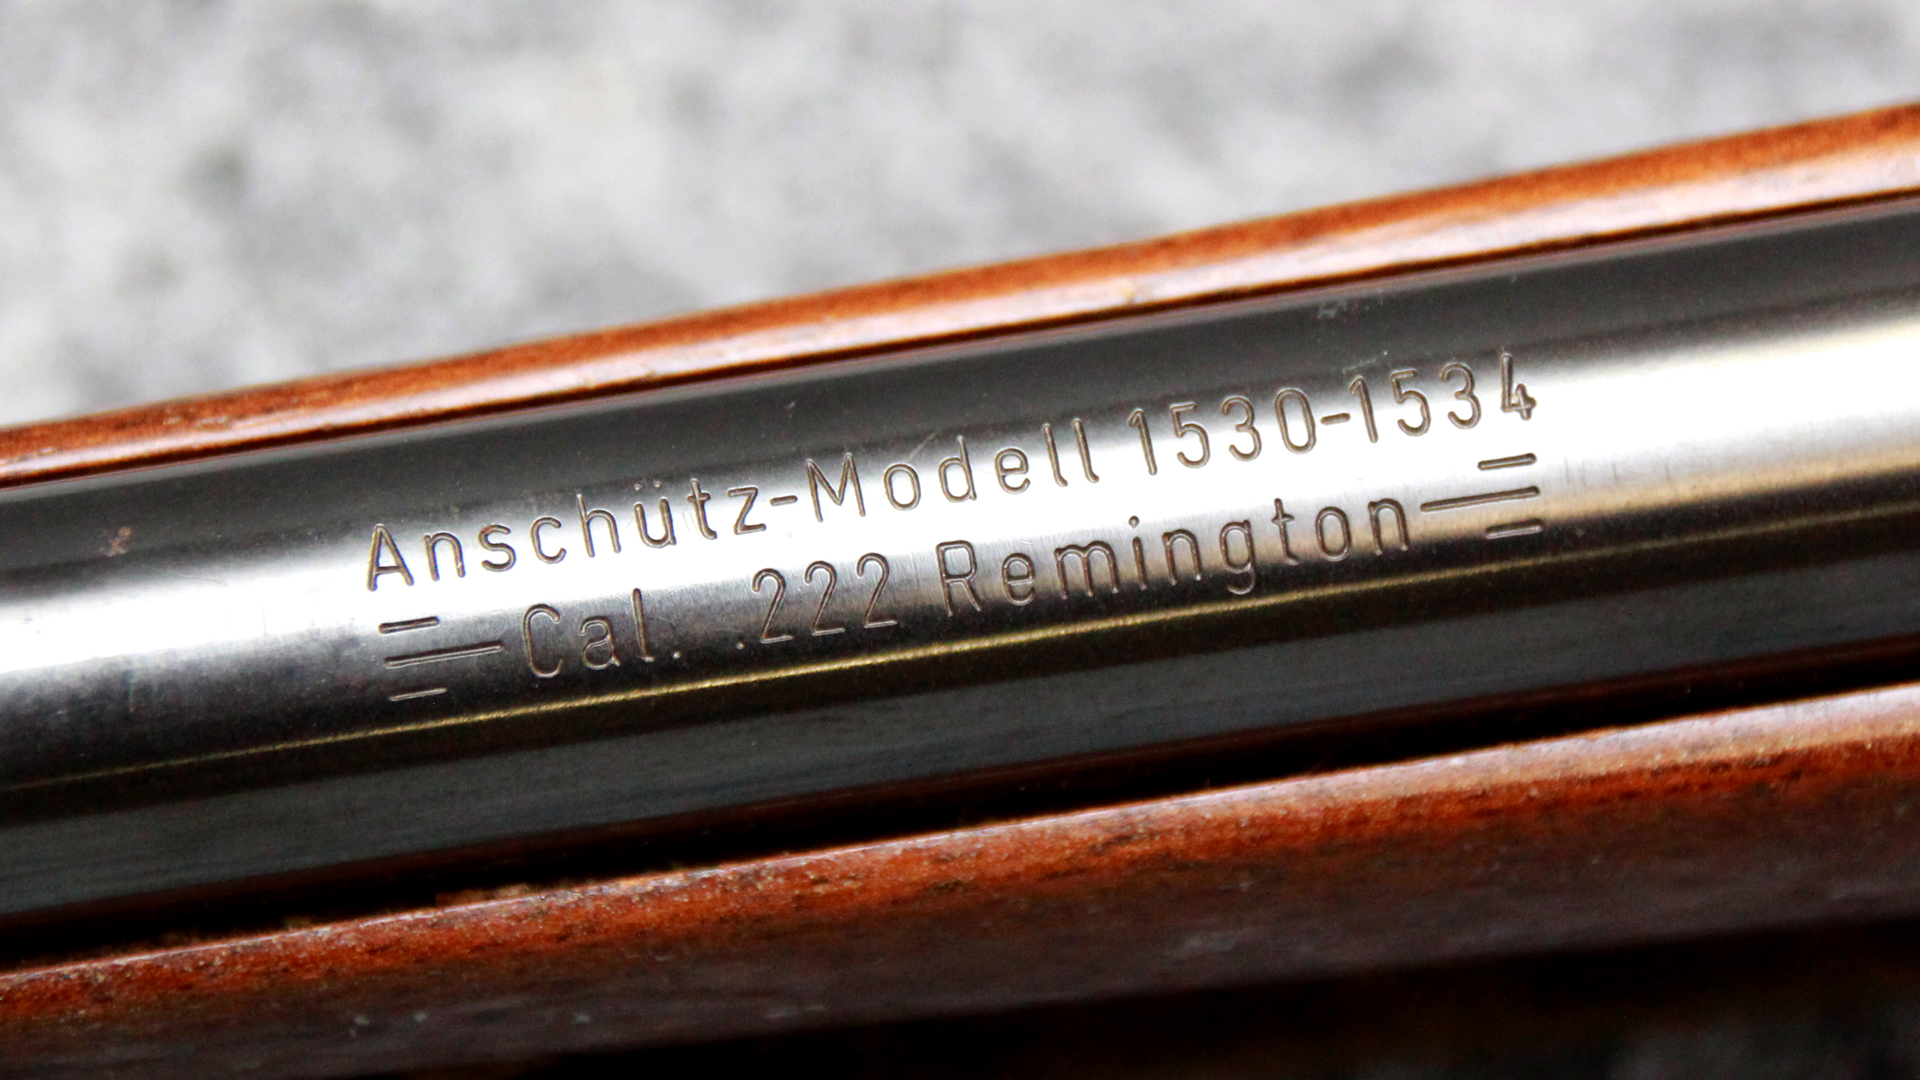 Anschütz-Modell 1530-1534
Cal. .222 Remington